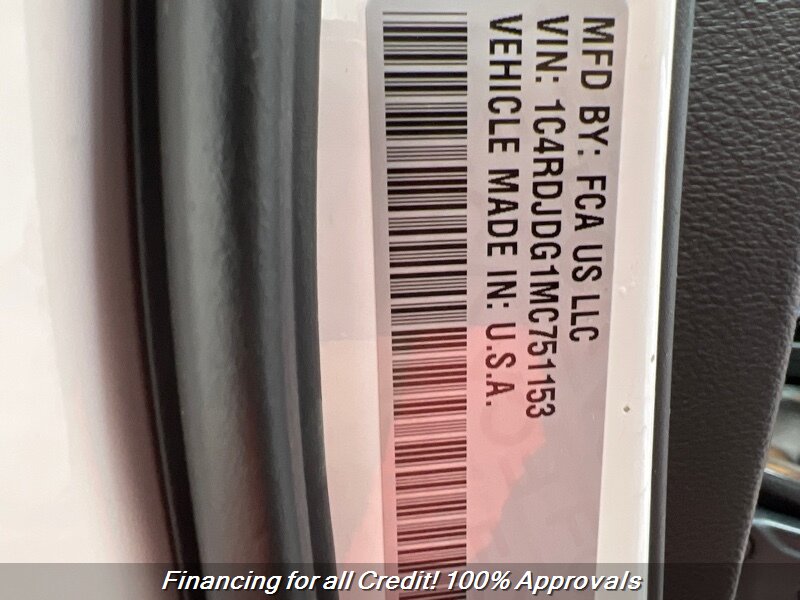 MFD BY: FCA US LLC
VIN: 1C4RDJDG1MC751153
VEHICLE MADE IN: U.S.A.
Financing for all Credit! 100% Approvals